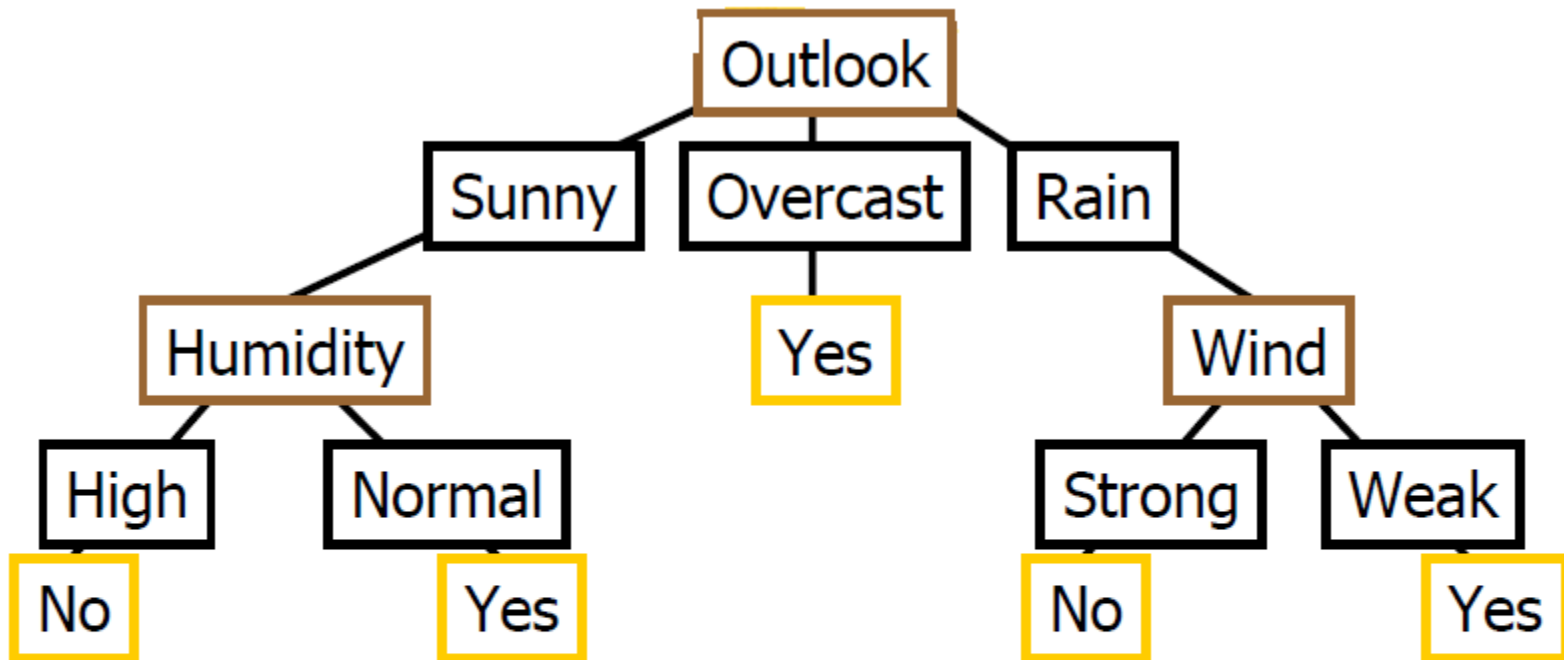 Outlook
Sunny Overcast Rain
Humidity Yes Wind
High Normal Strong Weak
No Yes No Yes